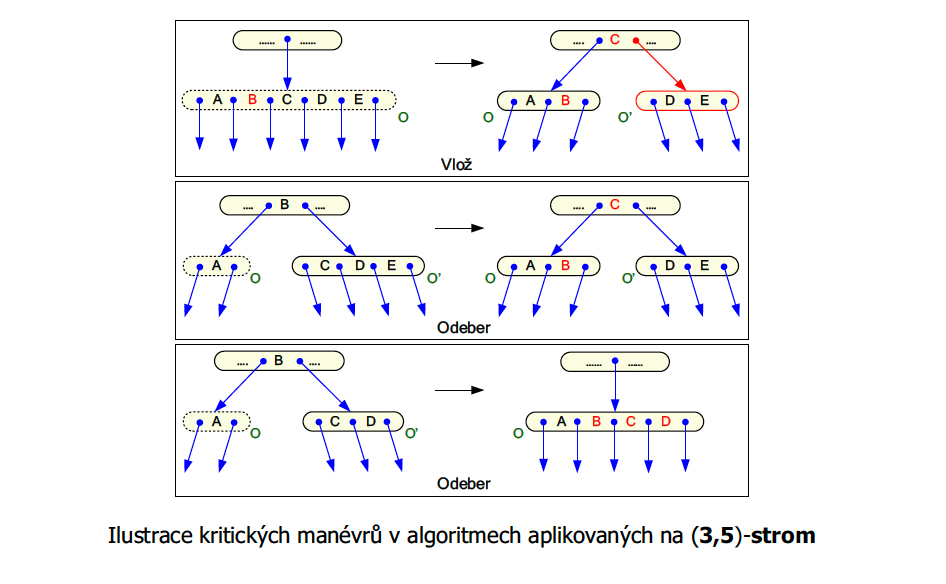 ...... ......
.... C ....
A B C D E
O
O
A B
O'
D E
Vlož
.... B ....
.... C ....
A
O
C D E
O'
O
A B
O'
D E
Odeber
.... B ....
...... ......
A
O
C D
O'
O
A B C D
Odeber
Ilustrace kritických manévrů v algoritmech aplikovaných na (3,5)-strom